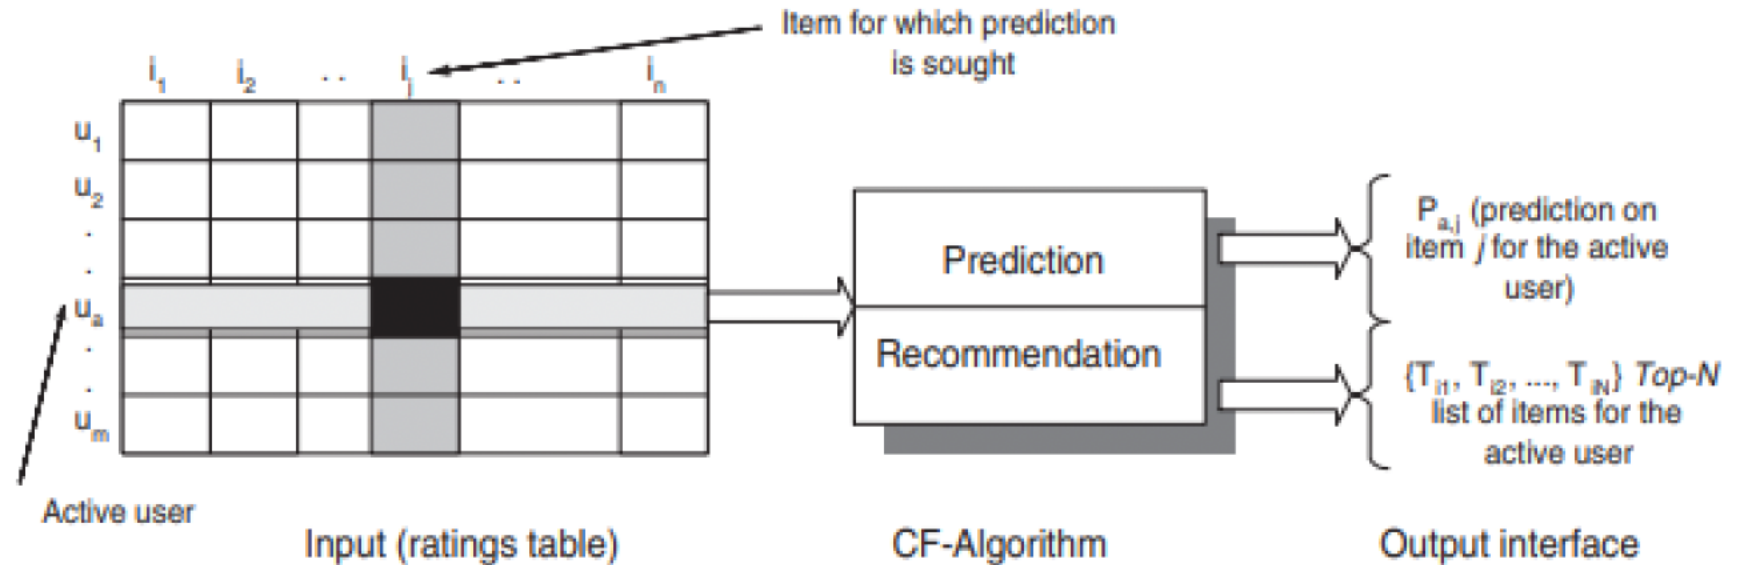 Item for which prediction
is sought
i1 i2 . . ij . . in
u1
u2
.
.
ua
.
.
um
Active user
Input (ratings table)
Prediction
Recommendation
CF-Algorithm
Pa,j (prediction on
item j for the active
user)
{Ti1, Ti2, ..., TiN} Top-N
list of items for the
active user
Output interface